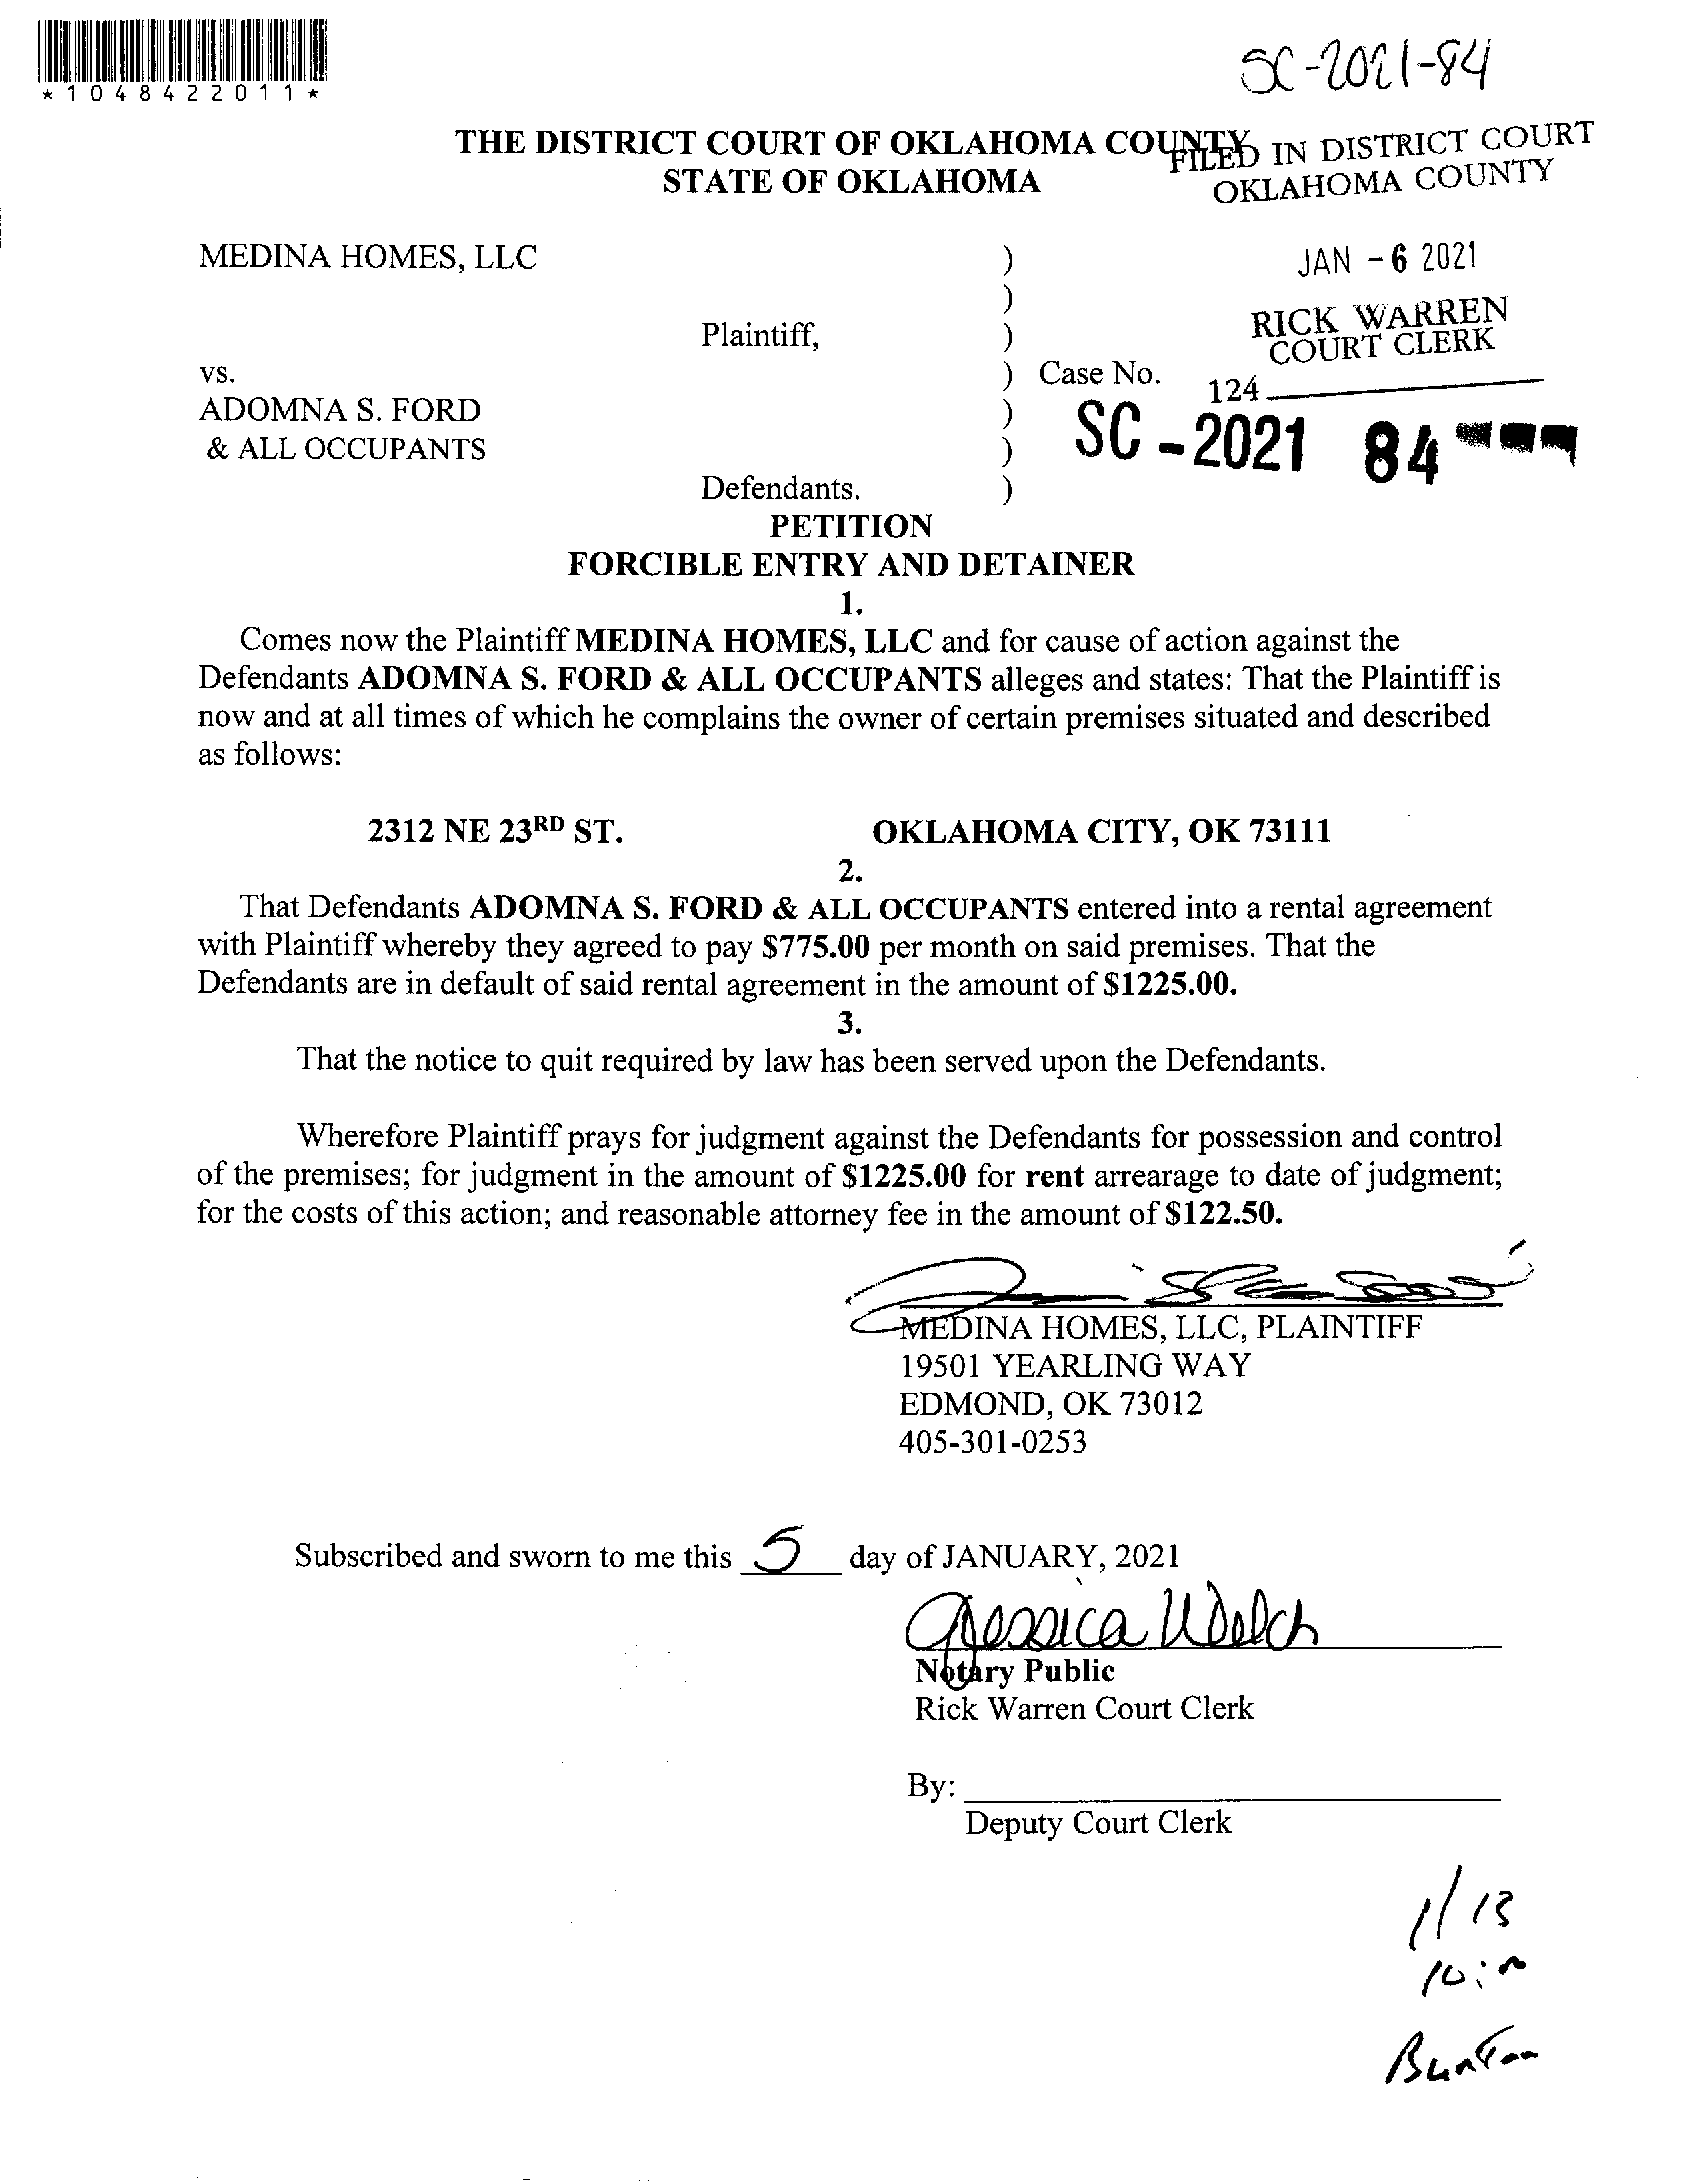 *1048422011*
SC-2021-84
THE DISTRICT COURT OF OKLAHOMA COUNTY
STATE OF OKLAHOMA
FILED IN DISTRICT COURT
OKLAHOMA COUNTY
JAN -6 2021
RICK WARREN
COURT CLERK
124
MEDINA HOMES, LLC )
)
Plaintiff, )
vs. ) Case No.
ADOMNA S. FORD )
& ALL OCCUPANTS )
SC-2021 84
Defendants. )
PETITION
FORCIBLE ENTRY AND DETAINER
1.
Comes now the Plaintiff MEDINA HOMES, LLC and for cause of action against the
Defendants ADOMNA S. FORD & ALL OCCUPANTS alleges and states: That the Plaintiff is
now and at all times of which he complains the owner of certain premises situated and described
as follows:
2312 NE 23RD ST. OKLAHOMA CITY, OK 73111
2.
That Defendants ADOMNA S. FORD & ALL OCCUPANTS entered into a rental agreement
with Plaintiff whereby they agreed to pay $775.00 per month on said premises. That the
Defendants are in default of said rental agreement in the amount of $1225.00.
3.
That the notice to quit required by law has been served upon the Defendants.
Wherefore Plaintiff prays for judgment against the Defendants for possession and control
of the premises; for judgment in the amount of $1225.00 for rent arrearage to date of judgment;
for the costs of this action; and reasonable attorney fee in the amount of $122.50.
MEDINA HOMES, LLC, PLAINTIFF
19501 YEARLING WAY
EDMOND, OK 73012
405-301-0253
Subscribed and sworn to me this 5 day of JANUARY, 2021
Jessica Welch
Notary Public
Rick Warren Court Clerk
By:
Deputy Court Clerk
1/13